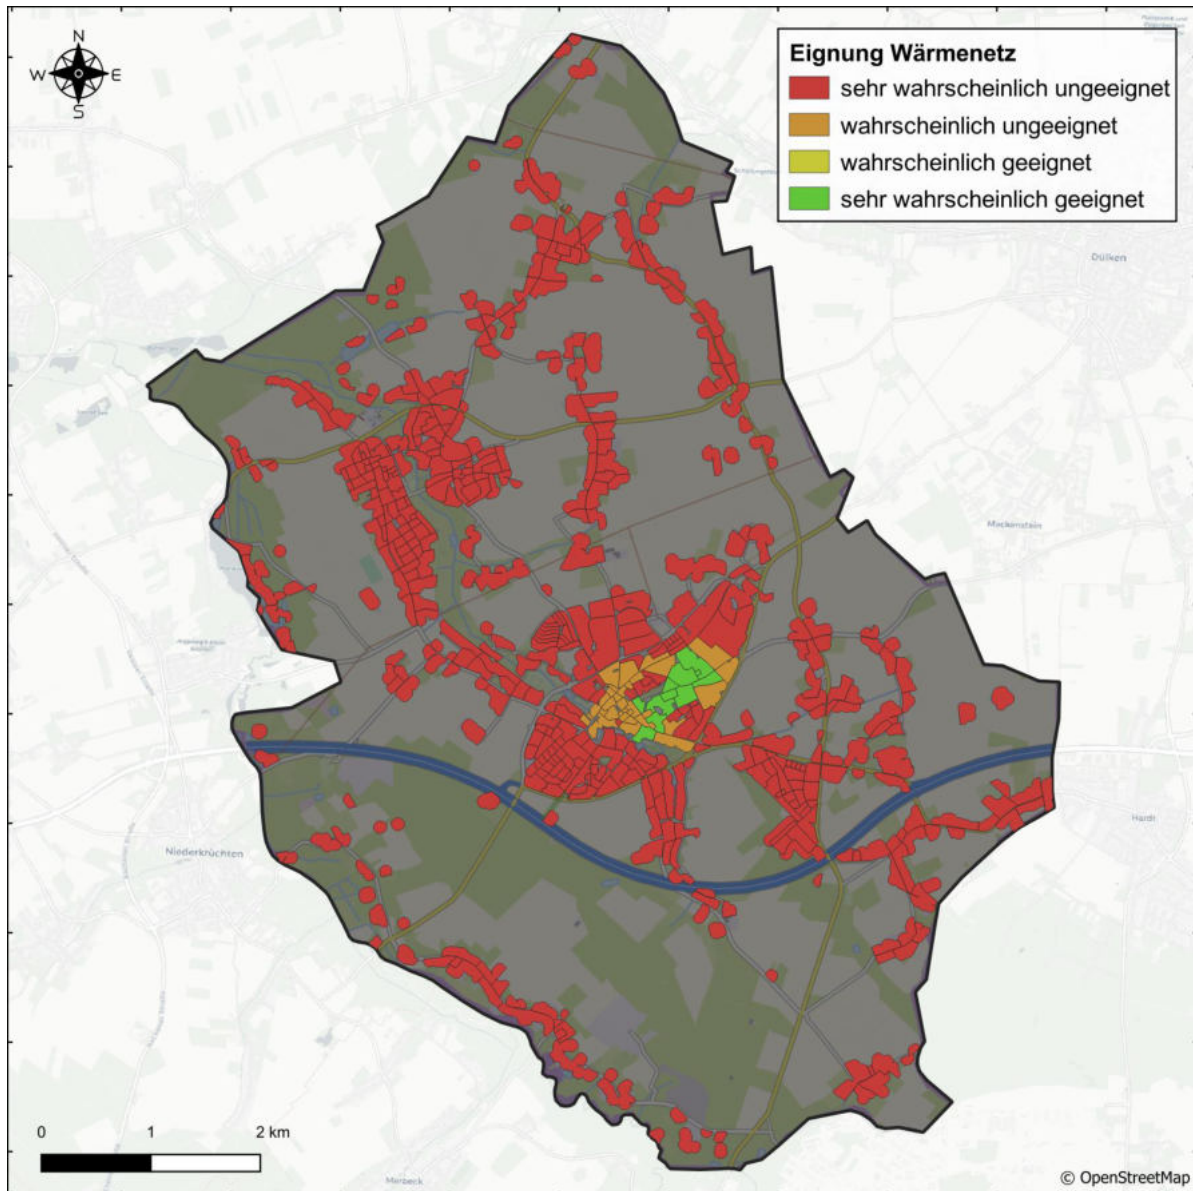 N
W E
S
Eignung Wärmenetz
sehr wahrscheinlich ungeeignet
wahrscheinlich ungeeignet
wahrscheinlich geeignet
sehr wahrscheinlich geeignet
Dülken
Mackenstein
Hardt
Niederkrüchten
Merbeck
0 1 2 km
© OpenStreetMap